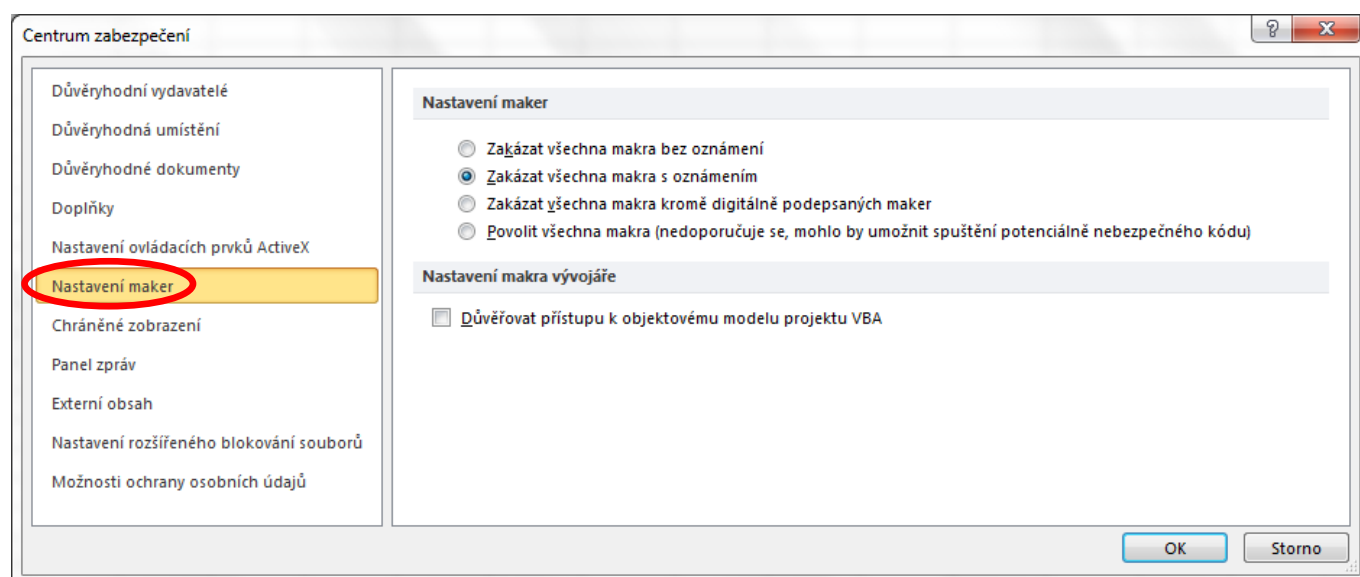 Centrum zabezpečení
?
Důvěryhodní vydavatelé
Důvěryhodná umístění
Důvěryhodné dokumenty
Doplňky
Nastavení ovládacích prvků ActiveX
Nastavení maker
Chráněné zobrazení
Panel zpráv
Externí obsah
Nastavení rozšířeného blokování souborů
Možnosti ochrany osobních údajů
Nastavení maker
Zakázat všechna makra bez oznámení
Zakázat všechna makra s oznámením
Zakázat všechna makra kromě digitálně podepsaných maker
Povolit všechna makra (nedoporučuje se, mohlo by umožnit spuštění potenciálně nebezpečného kódu)
Nastavení makra vývojáře
Důvěřovat přístupu k objektovému modelu projektu VBA
OK
Storno